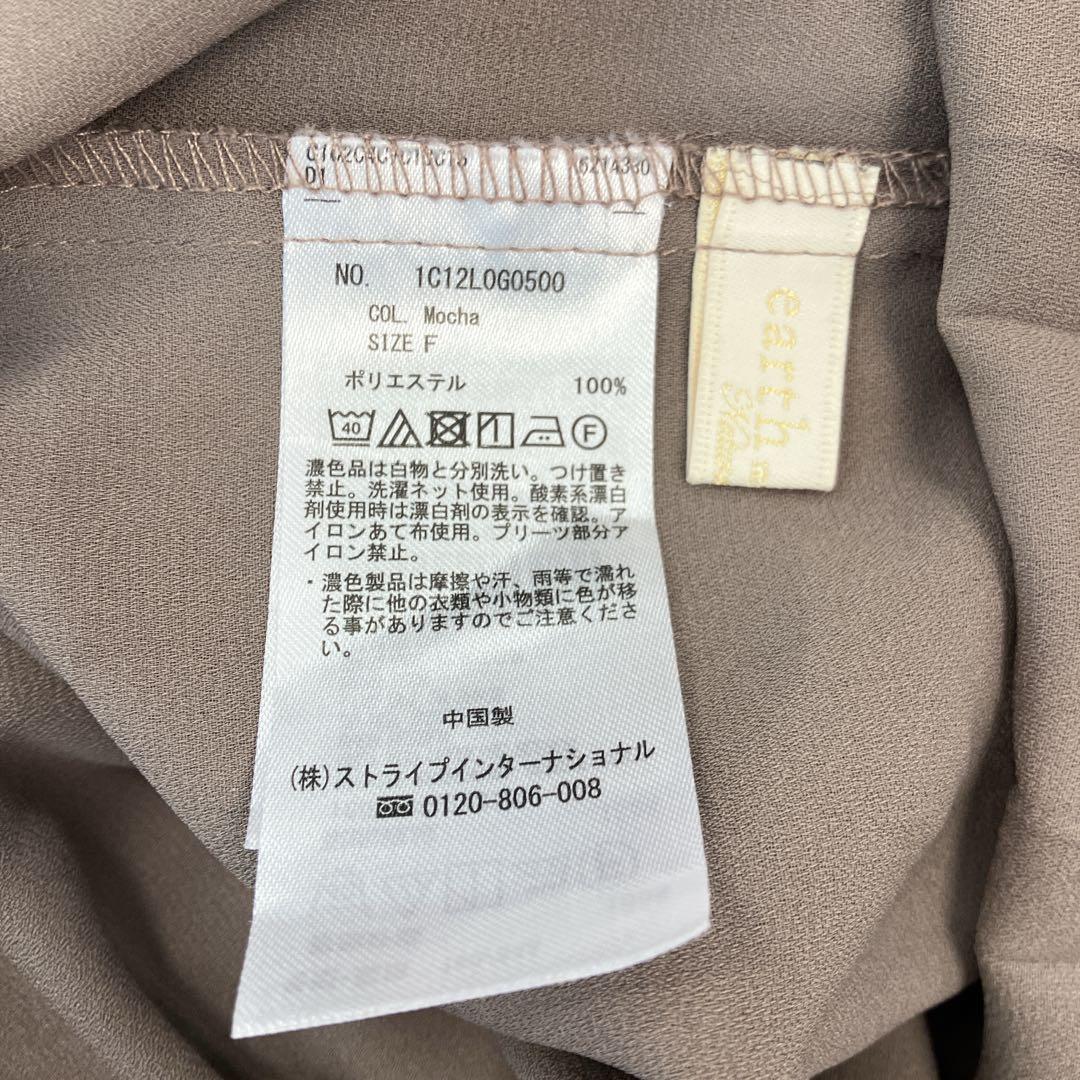 D1
6214330
NO. 1C12L0G0500
COL. Mocha
SIZE F
ポリエステル 100%
40 F
濃色品は白物と分別洗い。つけ置き
禁止。洗濯ネット使用。酸素系漂白
剤使用時は漂白剤の表示を確認。ア
イロンあて布使用。プリーツ部分ア
イロン禁止。
・濃色製品は摩擦や汗、雨等で濡れ
た際に他の衣類や小物類に色が移
る事がありますのでご注意くださ
い。
中国製
(株)ストライプインターナショナル
0120-806-008
earth